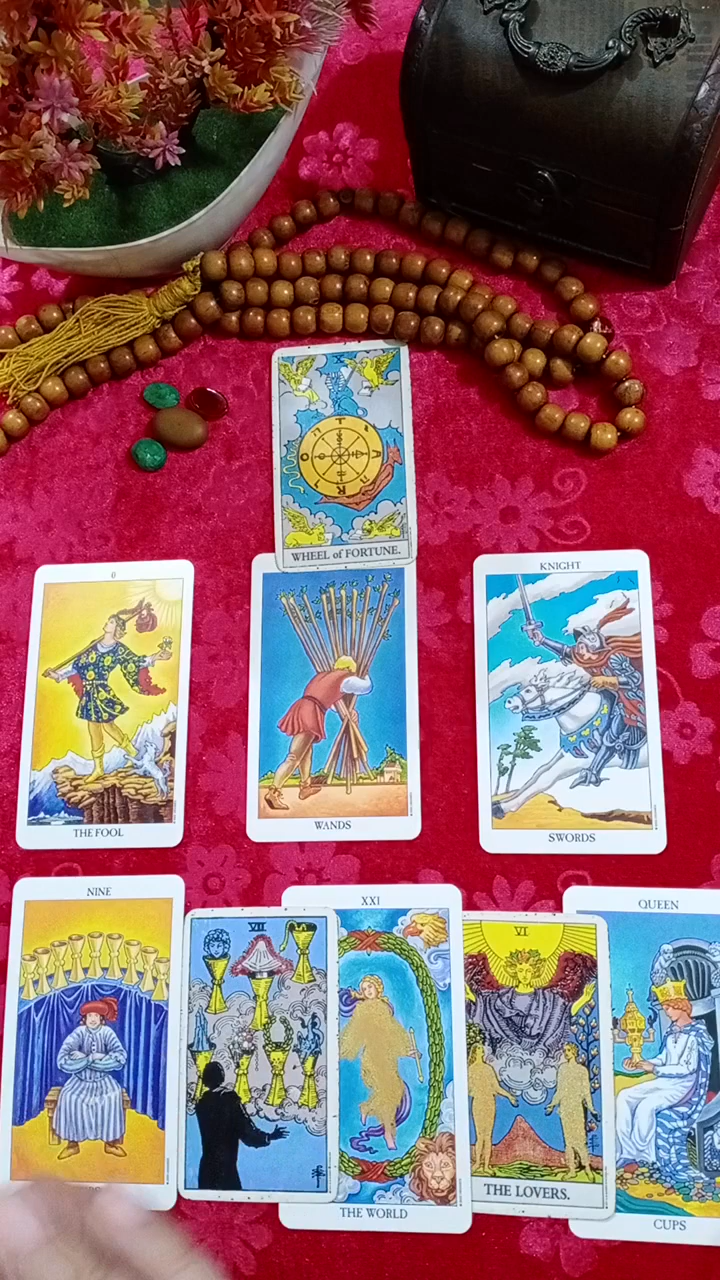 X
WHEEL of FORTUNE.
0
THE FOOL
WANDS
KNIGHT
SWORDS
NINE
VII
XXI
THE WORLD
VI
THE LOVERS.
QUEEN
CUPS